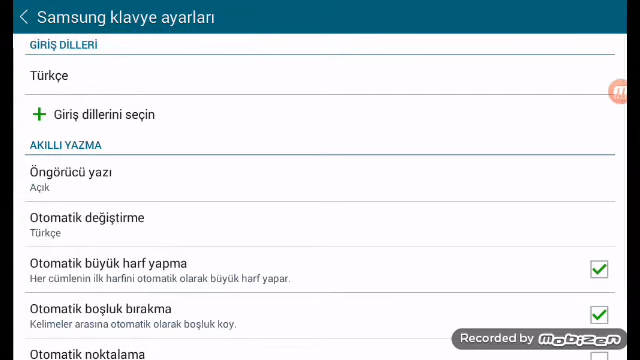 Samsung klavye ayarları
GİRİŞ DİLLERİ
Türkçe
Giriş dillerini seçin
AKILLI YAZMA
Öngörücü yazı
Açık
Otomatik değiştirme
Türkçe
Otomatik büyük harf yapma
Her cümlenin ilk harfini otomatik olarak büyük harf yapar.
Otomatik boşluk bırakma
Kelimeler arasına otomatik olarak boşluk koy.
Recorded by mobizen
Otomatik noktalama